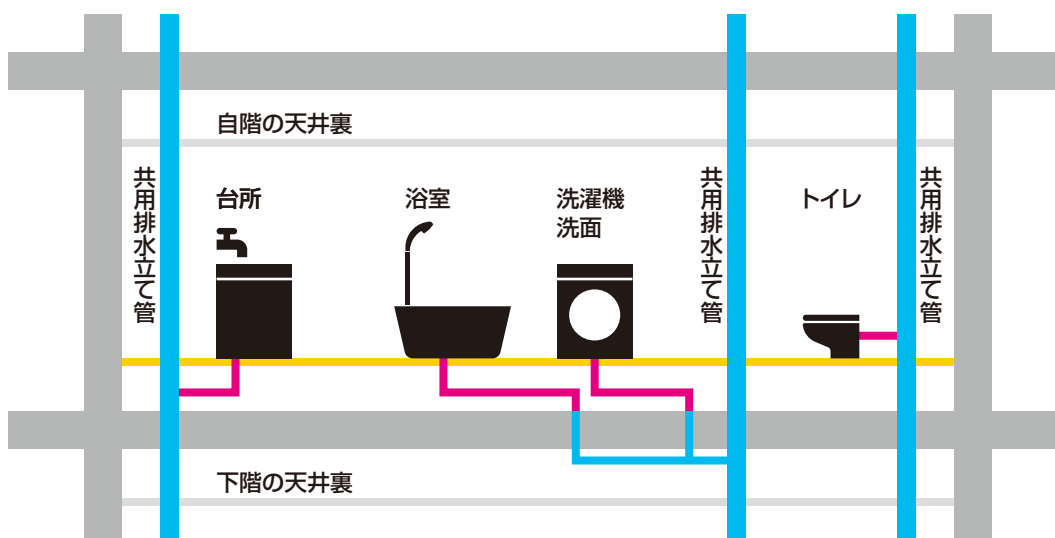 自階の天井裏
共用排水立て管
台所
浴室
洗濯機
洗面
共用排水立て管
トイレ
共用排水立て管
下階の天井裏